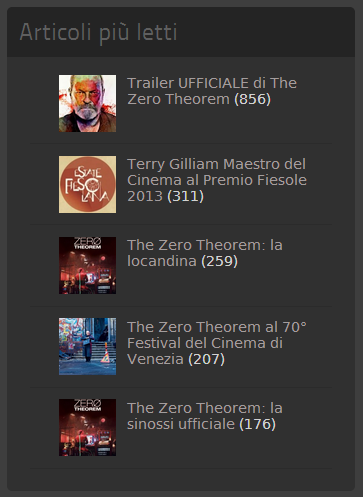 Articoli più letti
Trailer UFFICIALE di The
Zero Theorem (856)
Terry Gilliam Maestro del
Cinema al Premio Fiesole
2013 (311)
ESTATE
FIESOLANA
The Zero Theorem: la
locandina (259)
ZERO
THEOREM
The Zero Theorem al 70°
Festival del Cinema di
Venezia (207)
The Zero Theorem: la
sinossi ufficiale (176)
ZERO
THEOREM